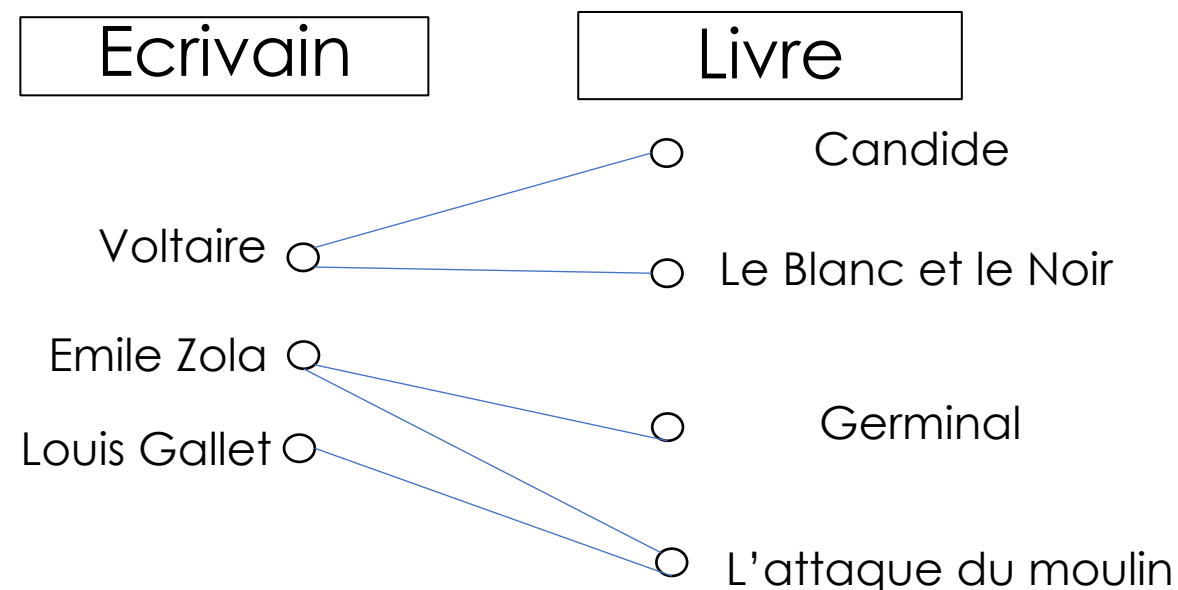 Ecrivain
Livre
Candide
Voltaire
Le Blanc et le Noir
Emile Zola
Germinal
Louis Gallet
L'attaque du moulin